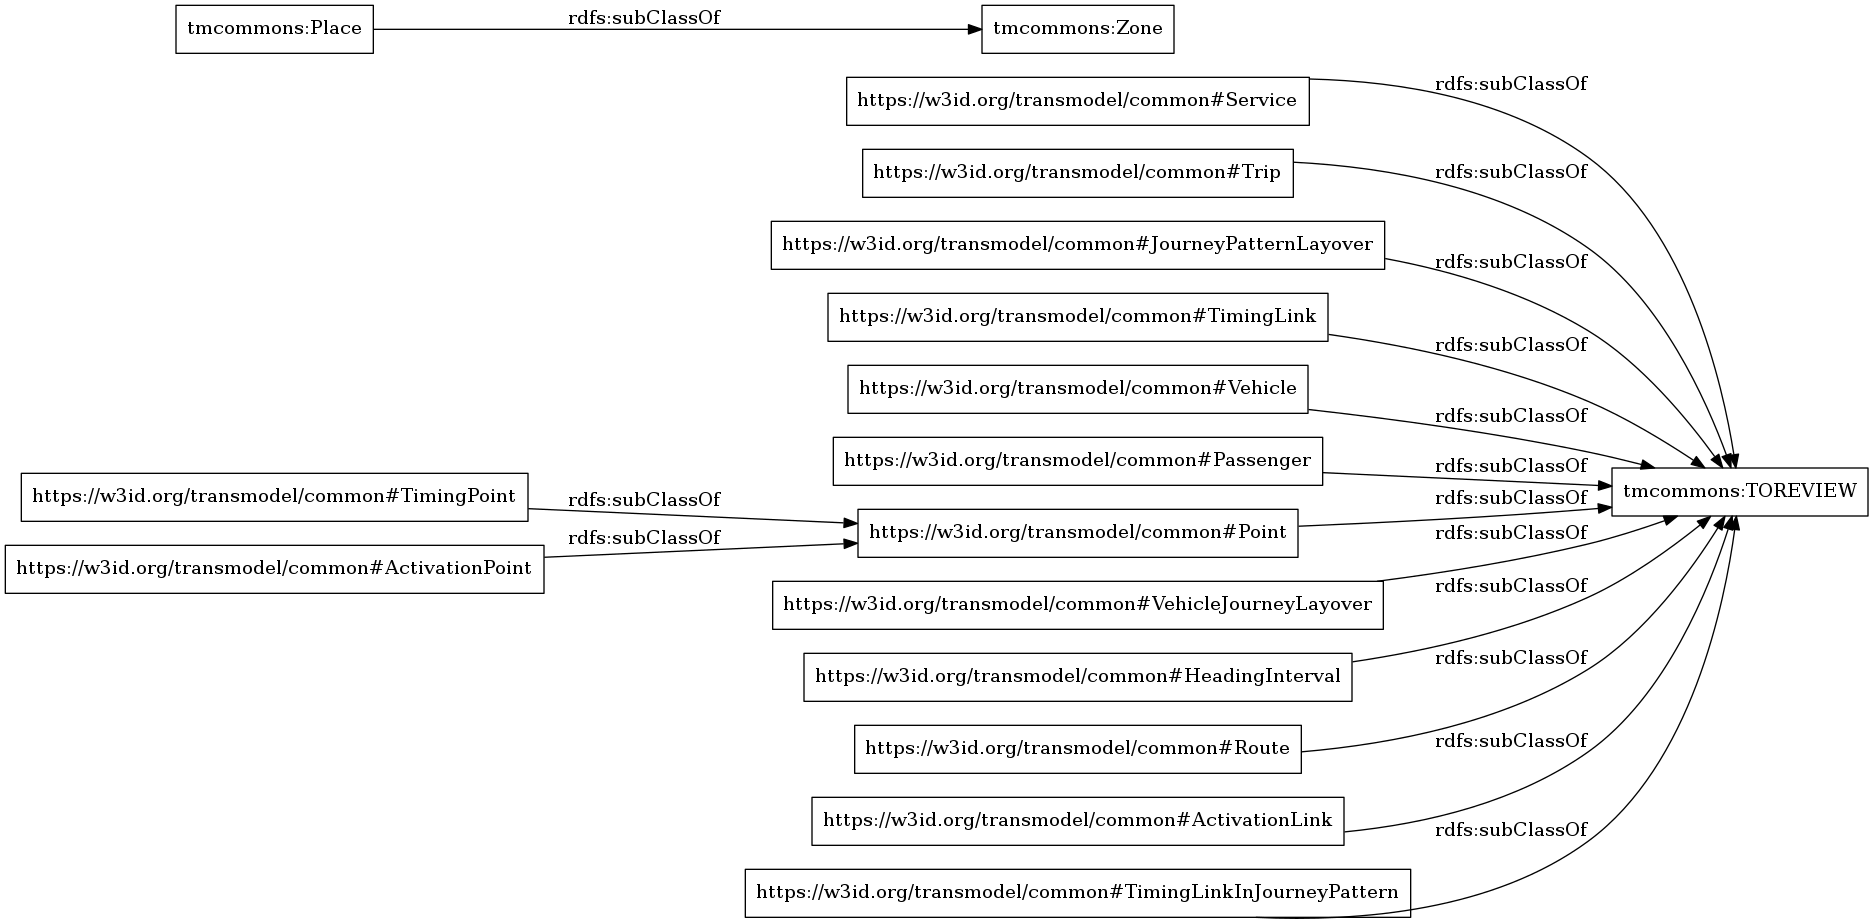 tmcommons:Place
rdfs:subClassOf
tmcommons:Zone
https://w3id.org/transmodel/common#Service
rdfs:subClassOf
https://w3id.org/transmodel/common#Trip
rdfs:subClassOf
https://w3id.org/transmodel/common#JourneyPatternLayover
rdfs:subClassOf
https://w3id.org/transmodel/common#TimingLink
rdfs:subClassOf
https://w3id.org/transmodel/common#Vehicle
rdfs:subClassOf
https://w3id.org/transmodel/common#Passenger
rdfs:subClassOf
tmcommons:TOREVIEW
https://w3id.org/transmodel/common#TimingPoint
rdfs:subClassOf
rdfs:subClassOf
https://w3id.org/transmodel/common#Point
rdfs:subClassOf
https://w3id.org/transmodel/common#ActivationPoint
rdfs:subClassOf
https://w3id.org/transmodel/common#VehicleJourneyLayover
rdfs:subClassOf
https://w3id.org/transmodel/common#HeadingInterval
rdfs:subClassOf
https://w3id.org/transmodel/common#Route
rdfs:subClassOf
https://w3id.org/transmodel/common#ActivationLink
rdfs:subClassOf
https://w3id.org/transmodel/common#TimingLinkInJourneyPattern